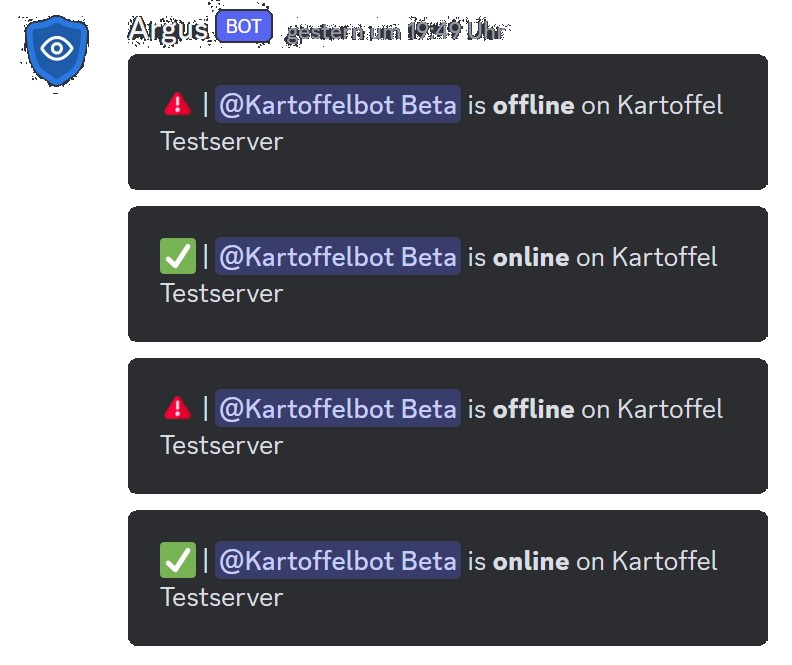 Argus BOT gestern um 19:49 Uhr
| @Kartoffelbot Beta is offline on Kartoffel
Testserver
| @Kartoffelbot Beta is online on Kartoffel
Testserver
| @Kartoffelbot Beta is offline on Kartoffel
Testserver
| @Kartoffelbot Beta is online on Kartoffel
Testserver